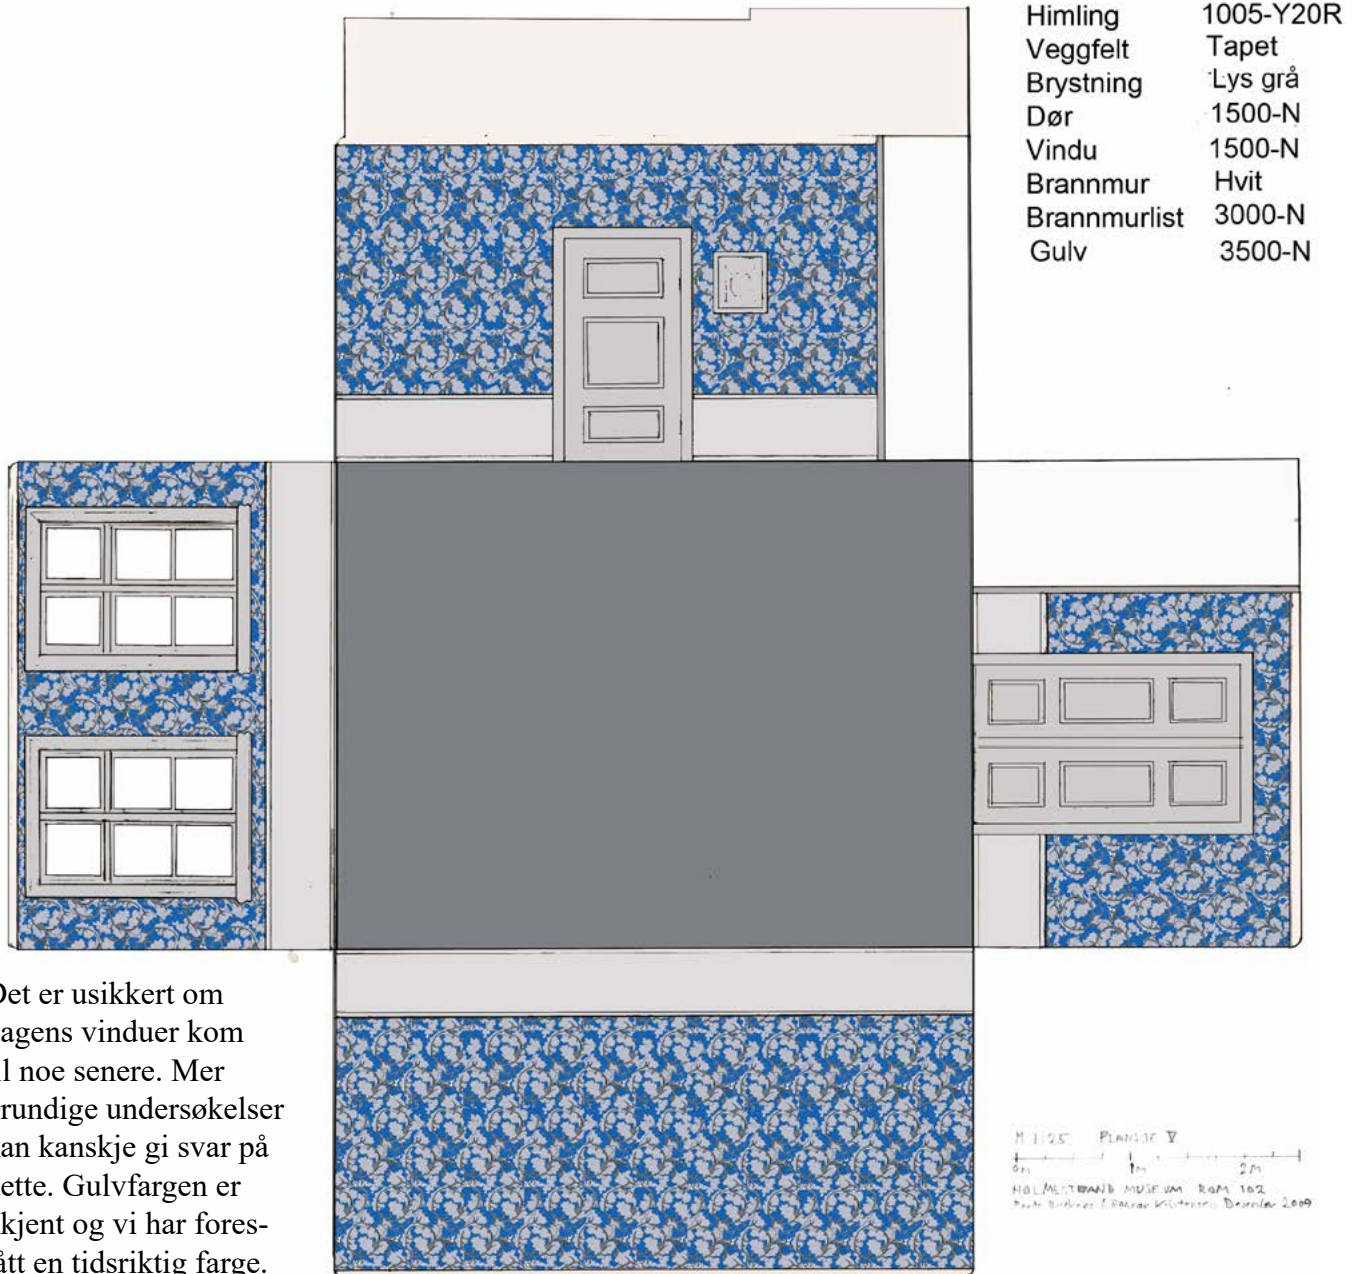 Himling 1005-Y20R
Veggfelt Tapet
Brystning Lys grå
Dør 1500-N
Vindu 1500-N
Brannmur Hvit
Brannmurlist 3000-N
Gulv 3500-N
Det er usikkert om
agens vinduer kom
l noe senere. Mer
rundige undersøkelser
an kanskje gi svar på
ette. Gulvfargen er
kjent og vi har fores-
ått en tidsriktig farge.
M 1:25 PLANSJE V
0m 1m 2m
HOLMESTRAND MUSEUM ROM 102
Desember 2009